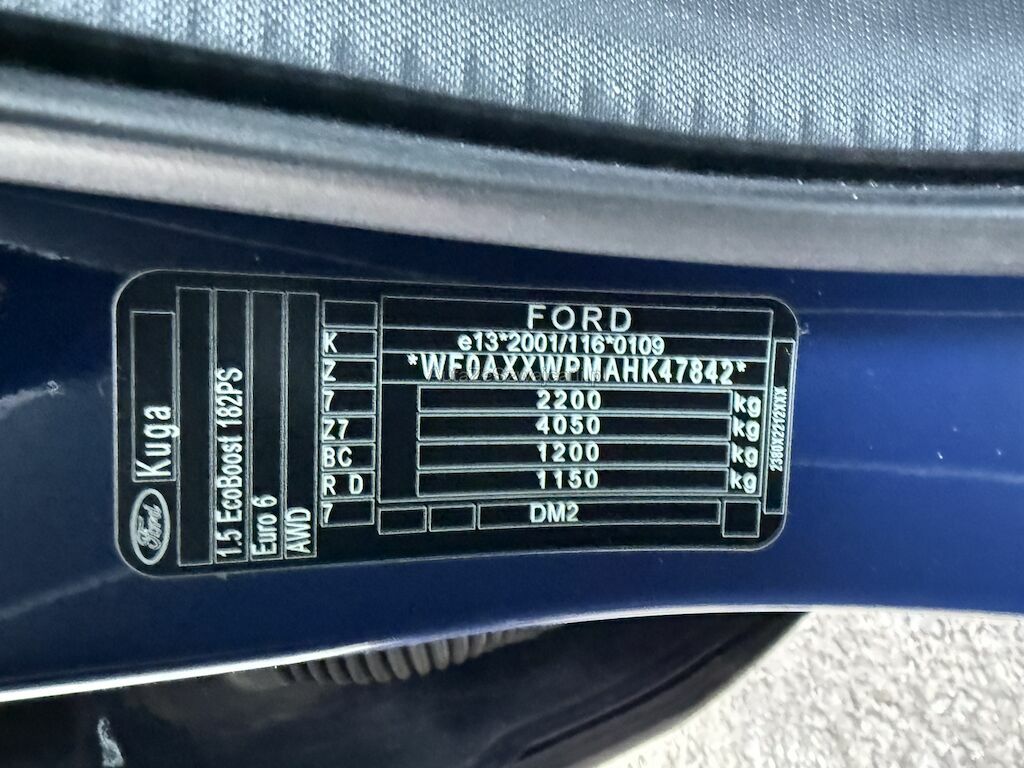 FORD
e13*2001/116*0109
*WF0AXXWPMAHK47842*
2200 kg
4050 kg
1200 kg
1150 kg
DM2
K
Z
7
Z7
BC
R D
7
Ford
Kuga
1.5 EcoBoost 182PS
Euro 6
AWD